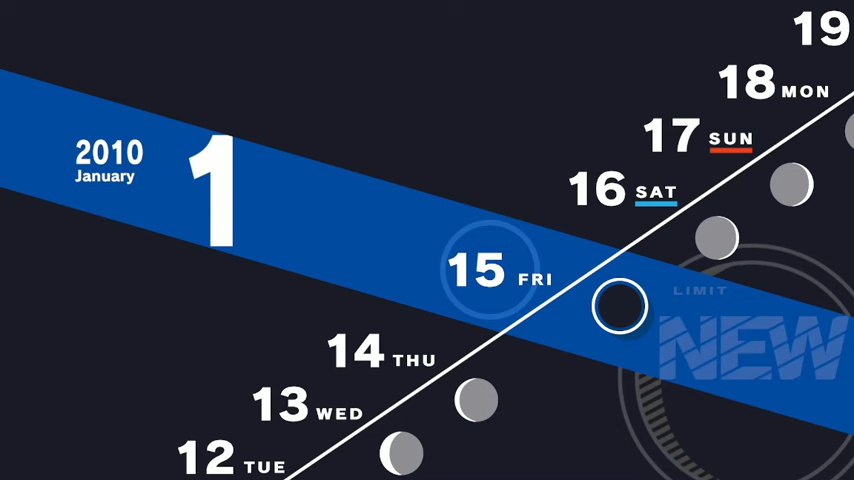 19
18 MON
17 SUN
16 SAT
2010
January
1
15 FRI
LIMIT
NEW
14 THU
13 WED
12 TUE